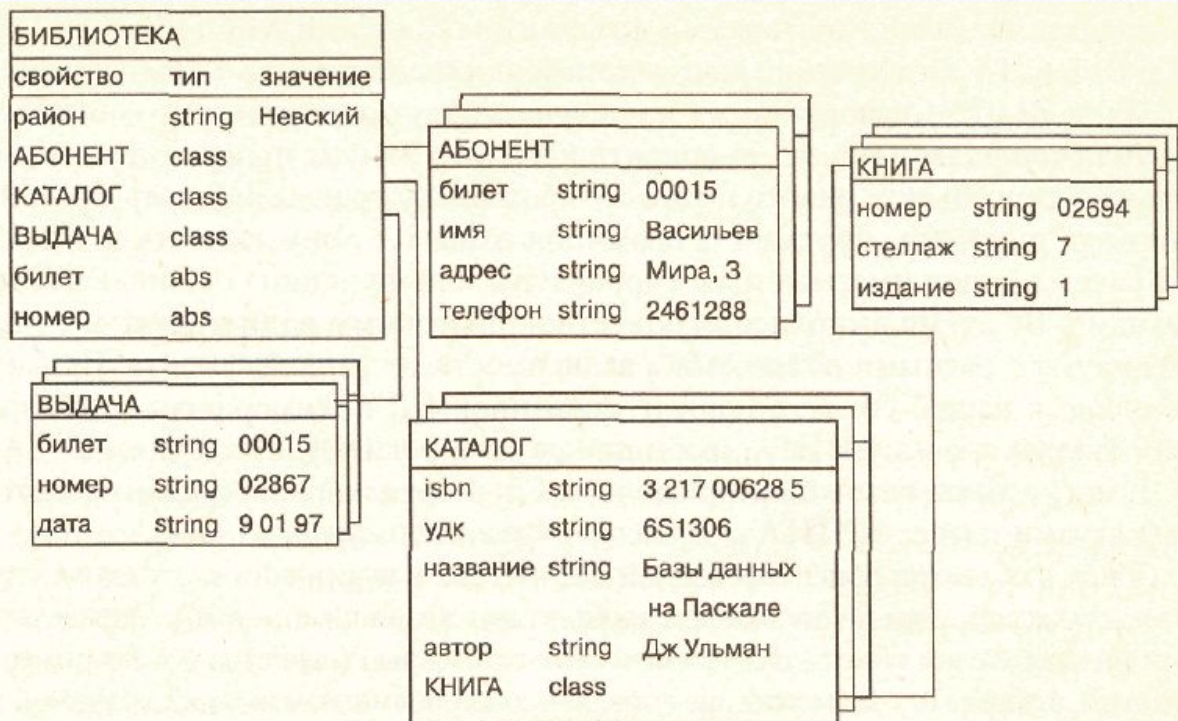 БИБЛИОТЕКА
свойство тип значение
район string Невский
АБОНЕНТ class
КАТАЛОГ class
ВЫДАЧА class
билет abs
номер abs
АБОНЕНТ
билет string 00015
имя string Васильев
адрес string Мира, 3
телефон string 2461288
КНИГА
номер string 02694
стеллаж string 7
издание string
ВЫДАЧА
билет string 00015
номер string 02867
дата string 9 01 97
КАТАЛОГ
isbn string 3 217 00628 5
удк string 6S1306
название string Базы данных
на Паскале
автор string Дж Ульман
КНИГА class